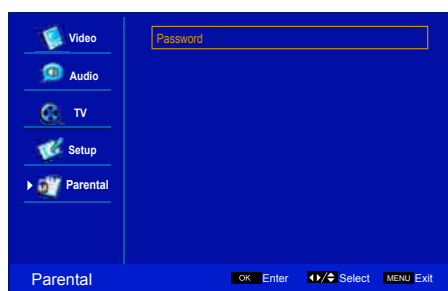 Video
Audio
TV
Setup
Parental
Password
Parental
OK Enter Select MENU Exit